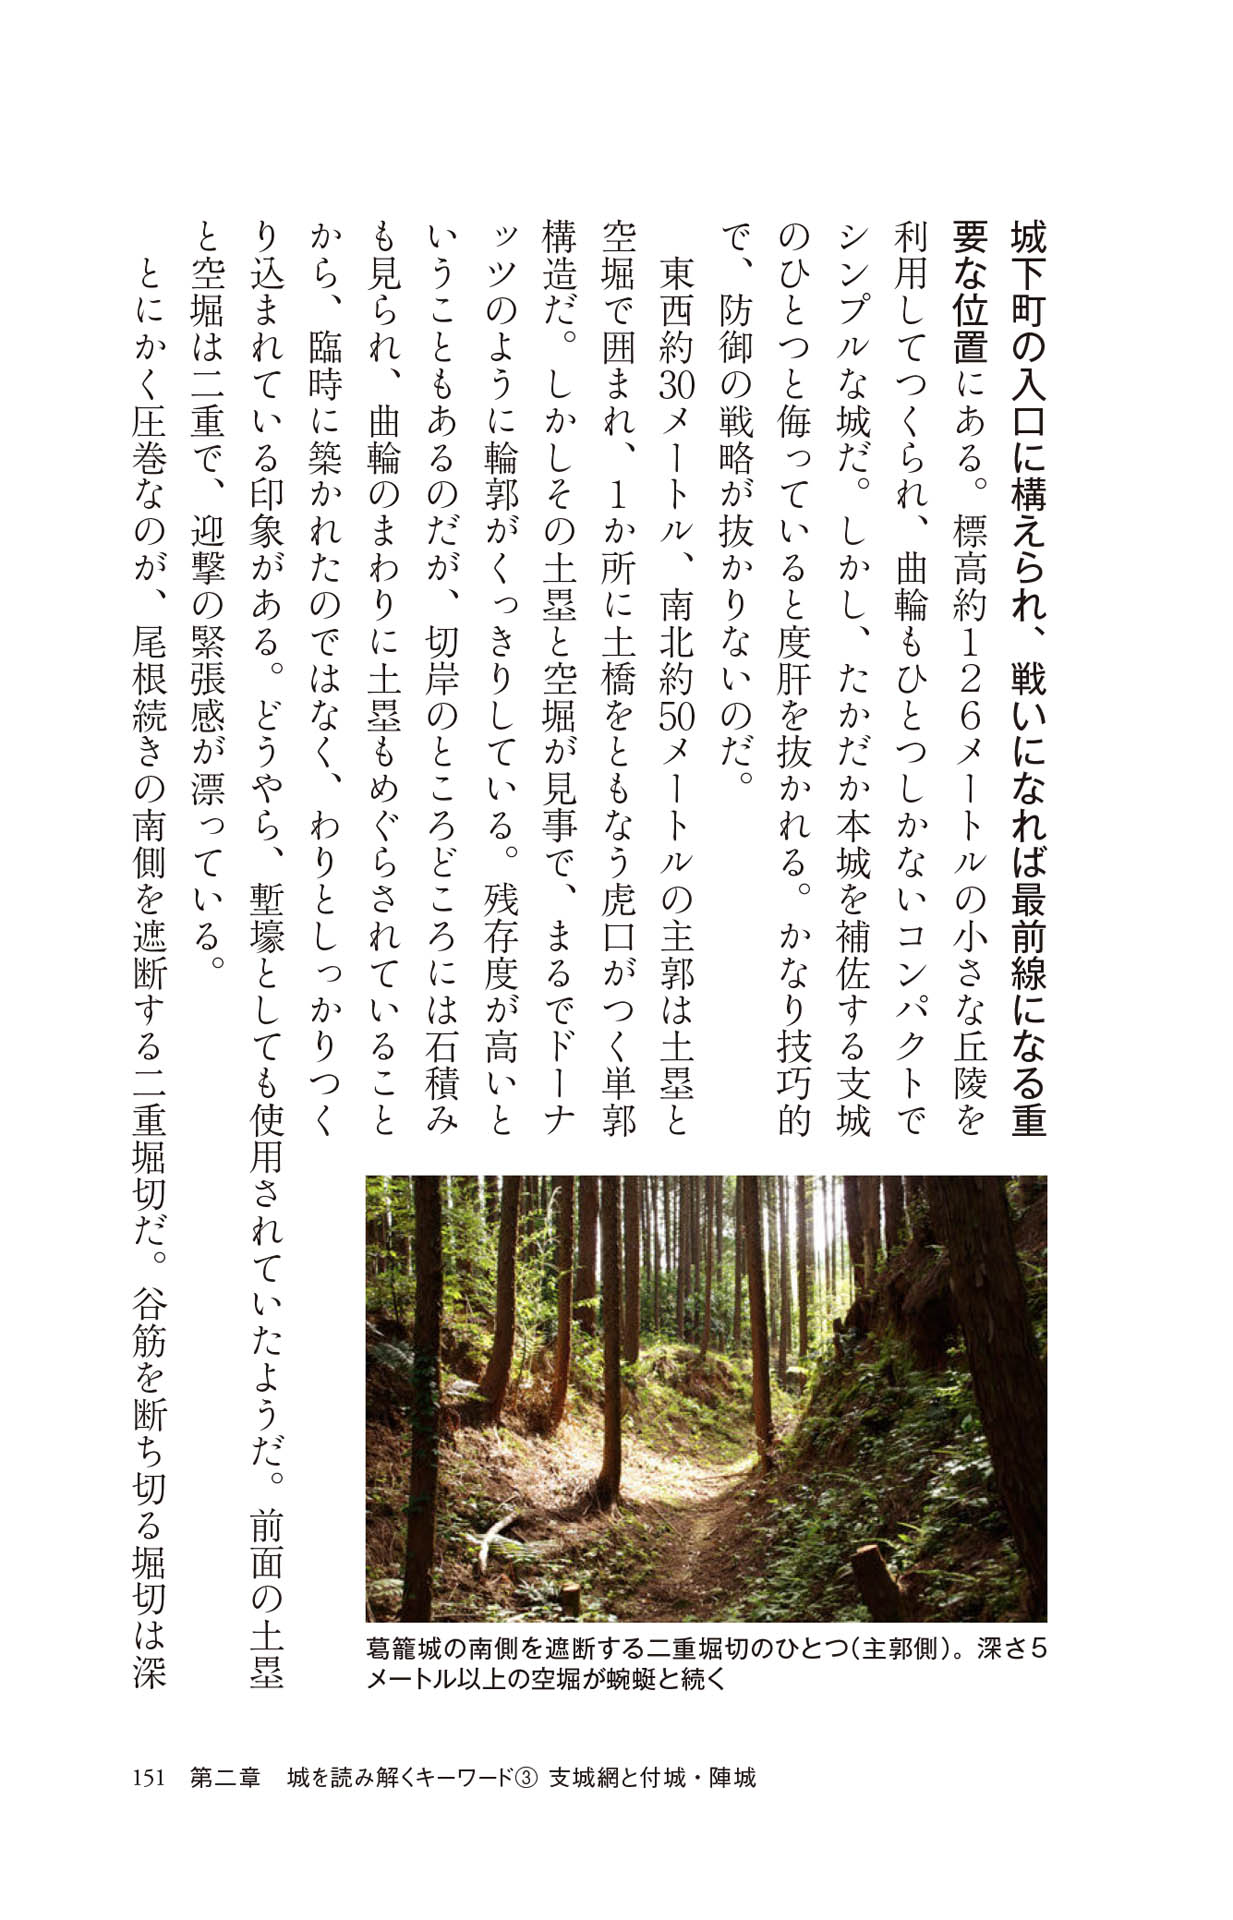 城下町の入口に構えられ、戦いになれば最前線になる重
要な位置にある。標高約126メートルの小さな丘陵を
利用してつくられ、曲輪もひとつしかないコンパクトで
シンプルな城だ。しかし、たかだか本城を補佐する支城
のひとつと侮っていると度肝を抜かれる。かなり技巧的
で、防御の戦略が抜かりないのだ。
東西約30メートル、南北約50メートルの主郭は土塁と
空堀で囲まれ、1か所に土橋をともなう虎口がつく単郭
構造だ。しかしその土塁と空堀が見事で、まるでドーナ
ッツのように輪郭がくっきりしている。残存度が高いと
いうこともあるのだが、切岸のところどころには石積み
も見られ、曲輪のまわりに土塁もめぐらされていること
から、臨時に築かれたのではなく、わりとしっかりつく
り込まれている印象がある。どうやら、塹壕としても使用されていたようだ。前面の土塁
と空堀は二重で、迎撃の緊張感が漂っている。
とにかく圧巻なのが、尾根続きの南側を遮断する二重堀切だ。谷筋を断ち切る堀切は深
葛籠城の南側を遮断する二重堀切のひとつ(主郭側)。深さ5
メートル以上の空堀が蜿蜒と続く
151 第二章 城を読み解くキーワード③ 支城網と付城・陣城